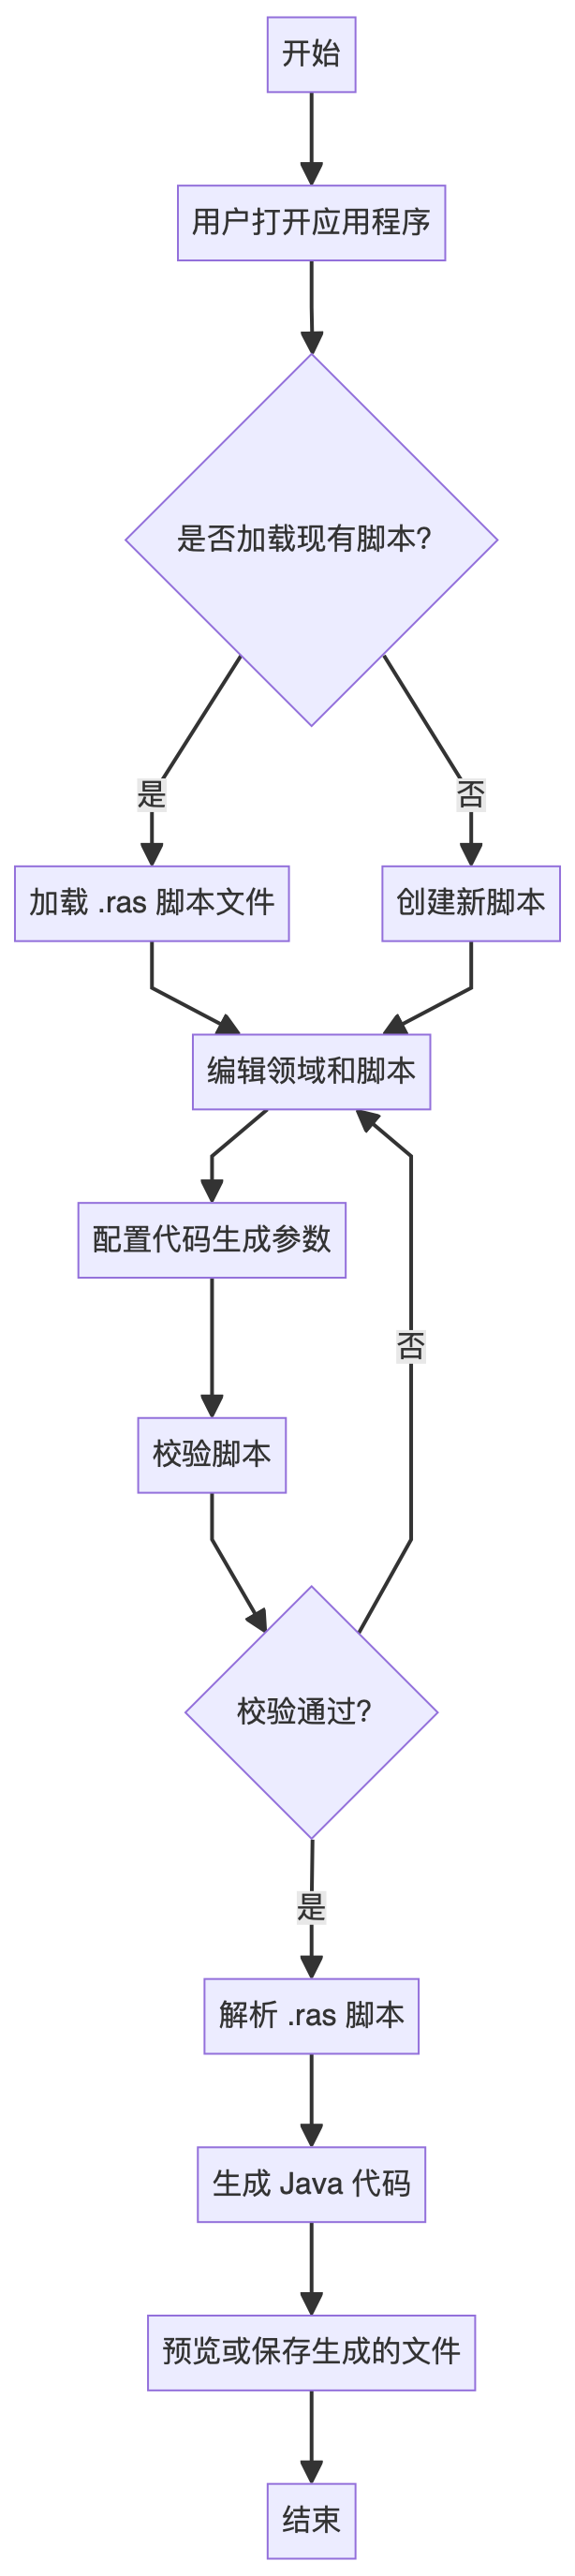 开始
用户打开应用程序
是否加载现有脚本?
是
否
加载 .ras 脚本文件
创建新脚本
编辑领域和脚本
配置代码生成参数
否
校验脚本
校验通过?
是
解析 .ras 脚本
生成 Java 代码
预览或保存生成的文件
结束